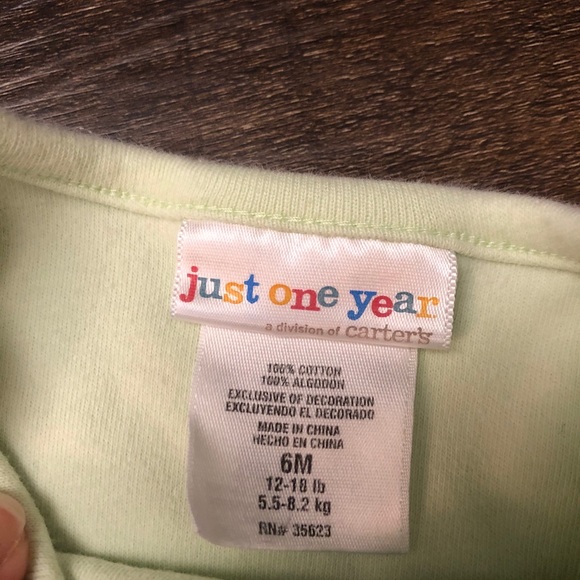 just one year
a division of carter's
100% COTTON
100% ALGODON
EXCLUSIVE OF DECORATION
EXCLUYENDO EL DECORADO
MADE IN CHINA
HECHO EN CHINA
6M
12-18 lb
5.5-8.2 kg
RN# 35623